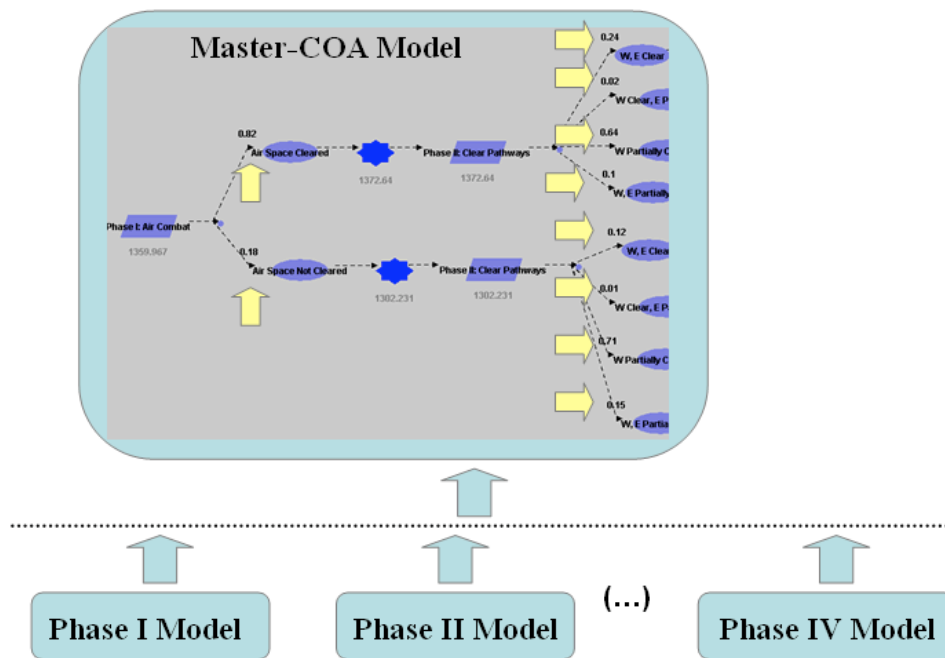 Master-COA Model
0.24
W, E Clear
0.02
W Clear, E P
0.82
0.64
Air Space Cleared
Phase II: Clear Pathways
W Partially C
1372.64
1372.64
0.1
W, E Partially
Phase I: Air Combat
1359.967
0.12
0.18
W, E Clea
Air Space Not Cleared
Phase II: Clear Pathways
1302.231
1302.231
0.01
W Clear, E Pa
0.71
W Partially C
0.15
W, E Partia
Phase I Model
Phase II Model
(...)
Phase IV Model